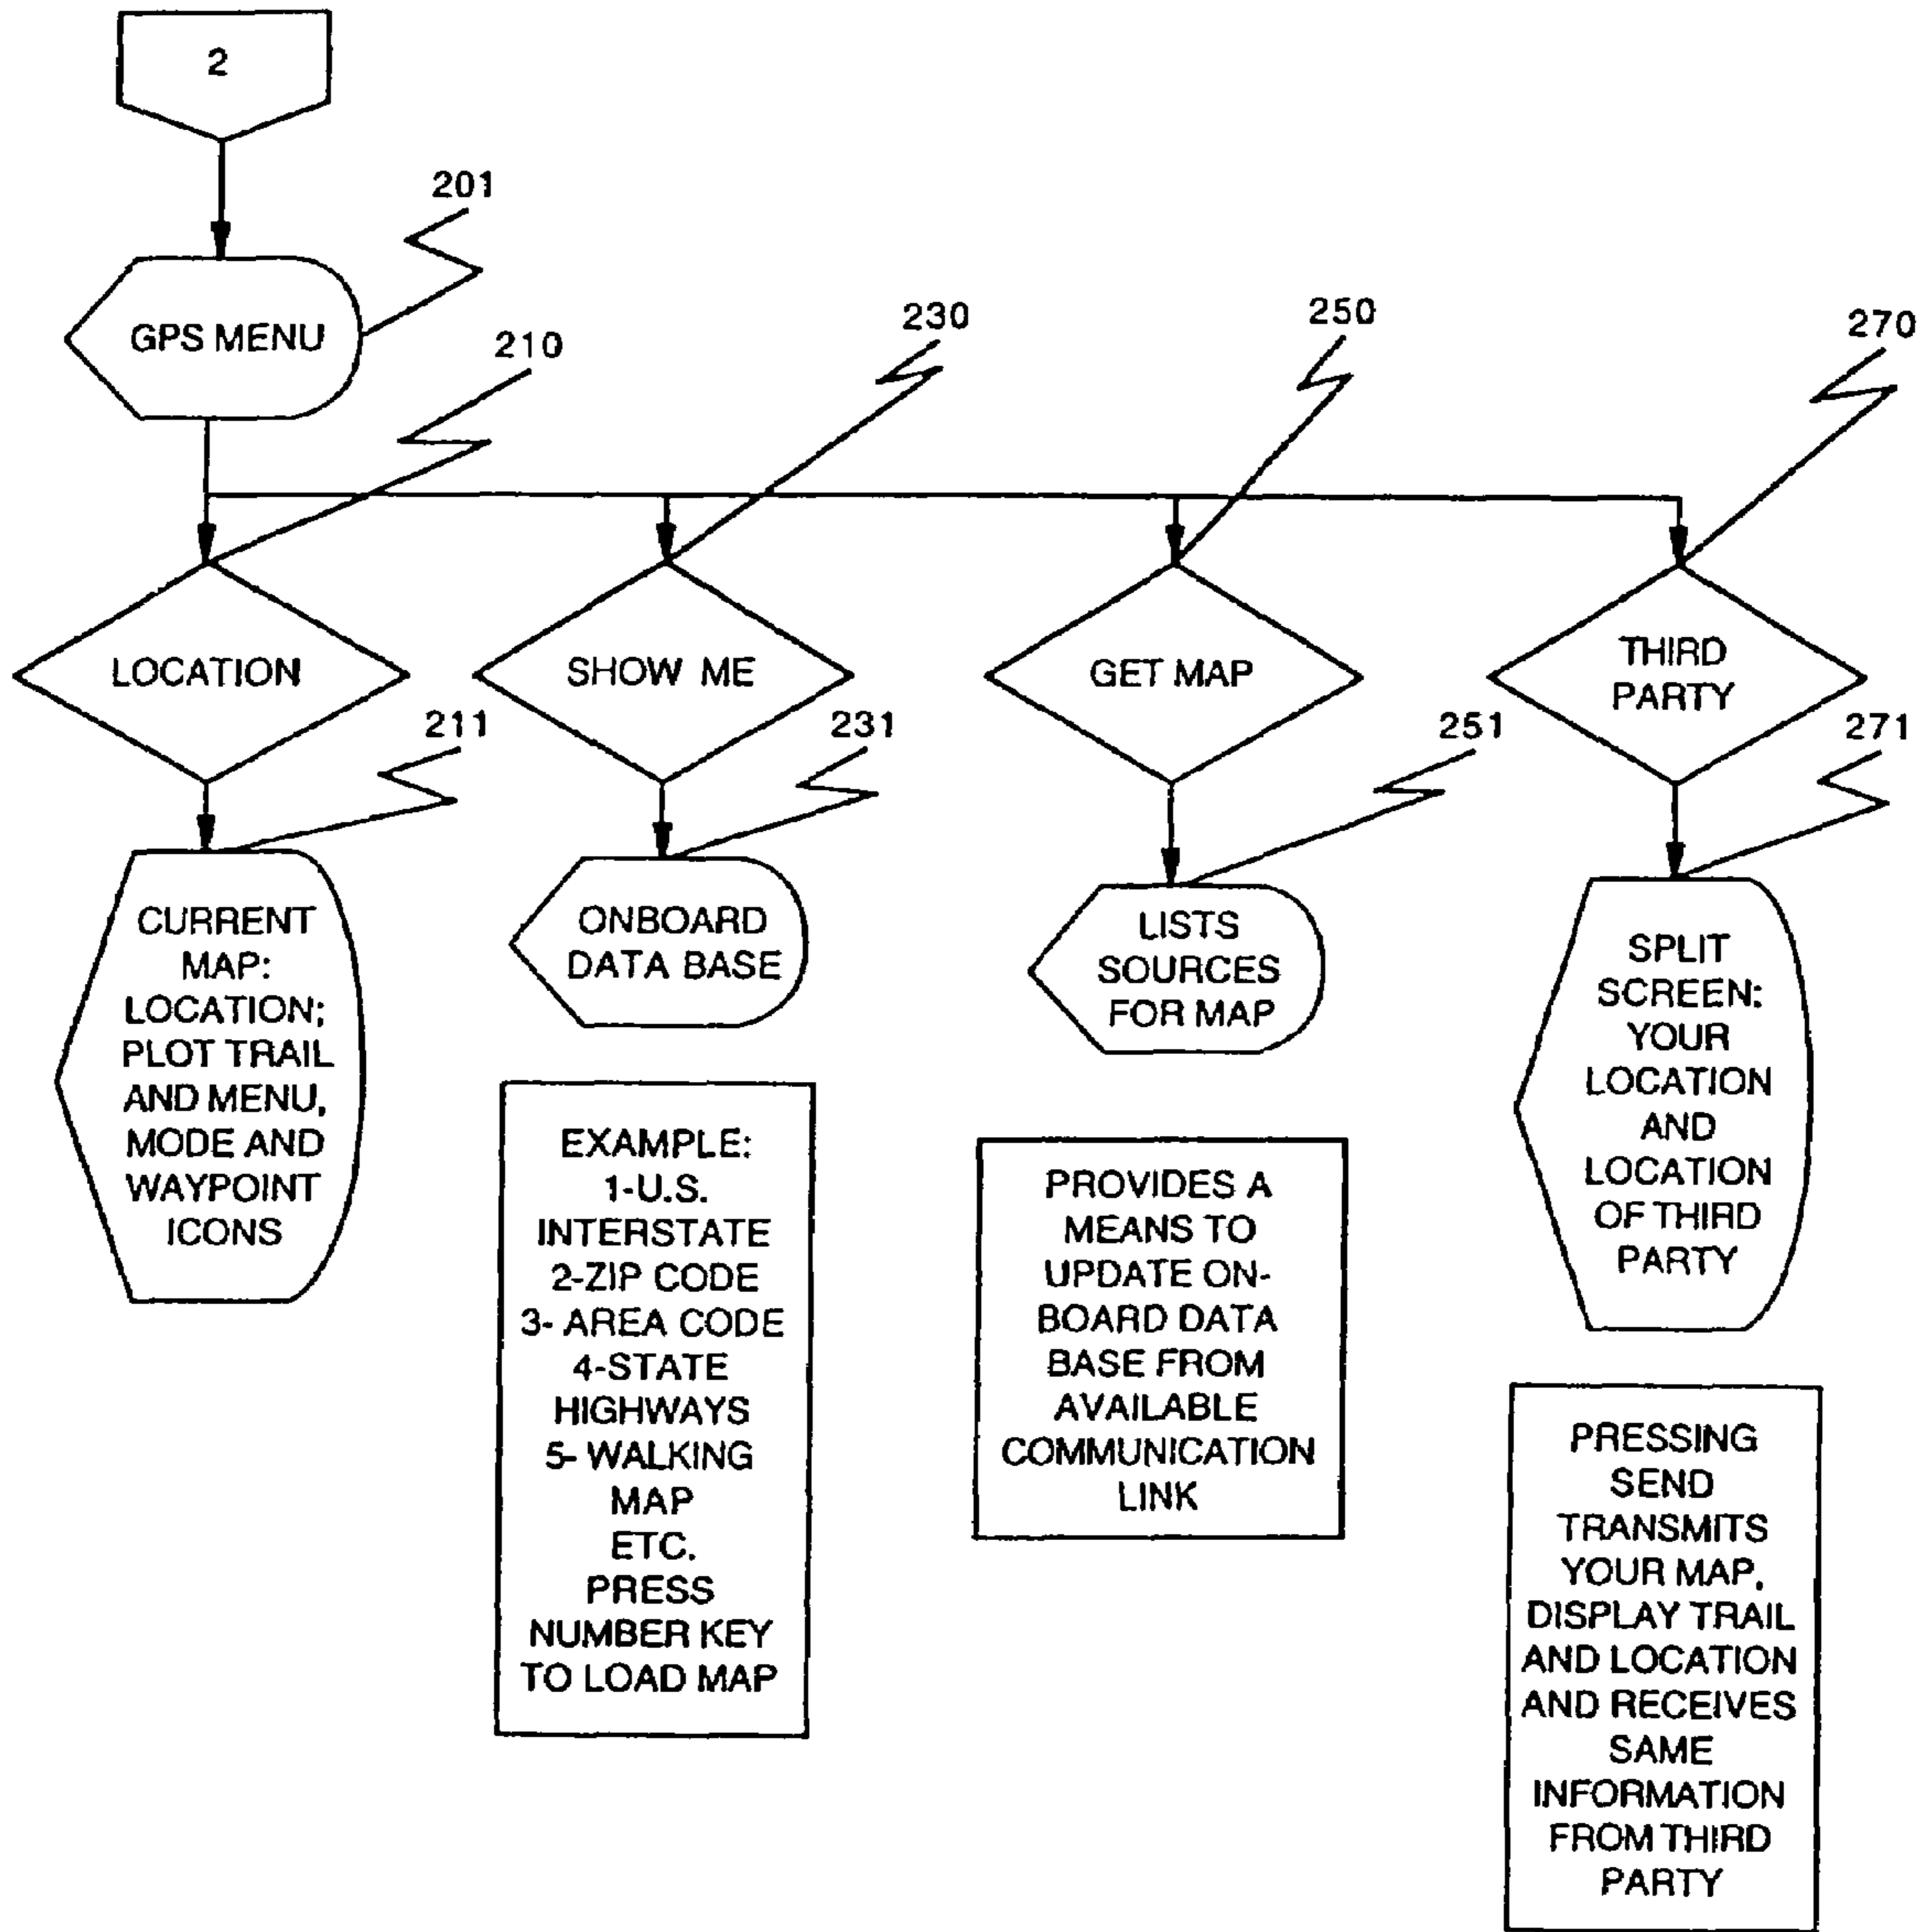 2
201
GPS MENU
210
230
250
270
LOCATION
SHOW ME
GET MAP
THIRD
PARTY
211
231
251
271
CURRENT
MAP:
LOCATION;
PLOT TRAIL
AND MENU,
MODE AND
WAYPOINT
ICONS
ONBOARD
DATA BASE
LISTS
SOURCES
FOR MAP
SPLIT
SCREEN:
YOUR
LOCATION
AND
LOCATION
OF THIRD
PARTY
EXAMPLE:
1-U.S.
INTERSTATE
2-ZIP CODE
3- AREA CODE
4-STATE
HIGHWAYS
5- WALKING
MAP
ETC.
PRESS
NUMBER KEY
TO LOAD MAP
PROVIDES A
MEANS TO
UPDATE ON-
BOARD DATA
BASE FROM
AVAILABLE
COMMUNICATION
LINK
PRESSING
SEND
TRANSMITS
YOUR MAP,
DISPLAY TRAIL
AND LOCATION
AND RECEIVES
SAME
INFORMATION
FROM THIRD
PARTY